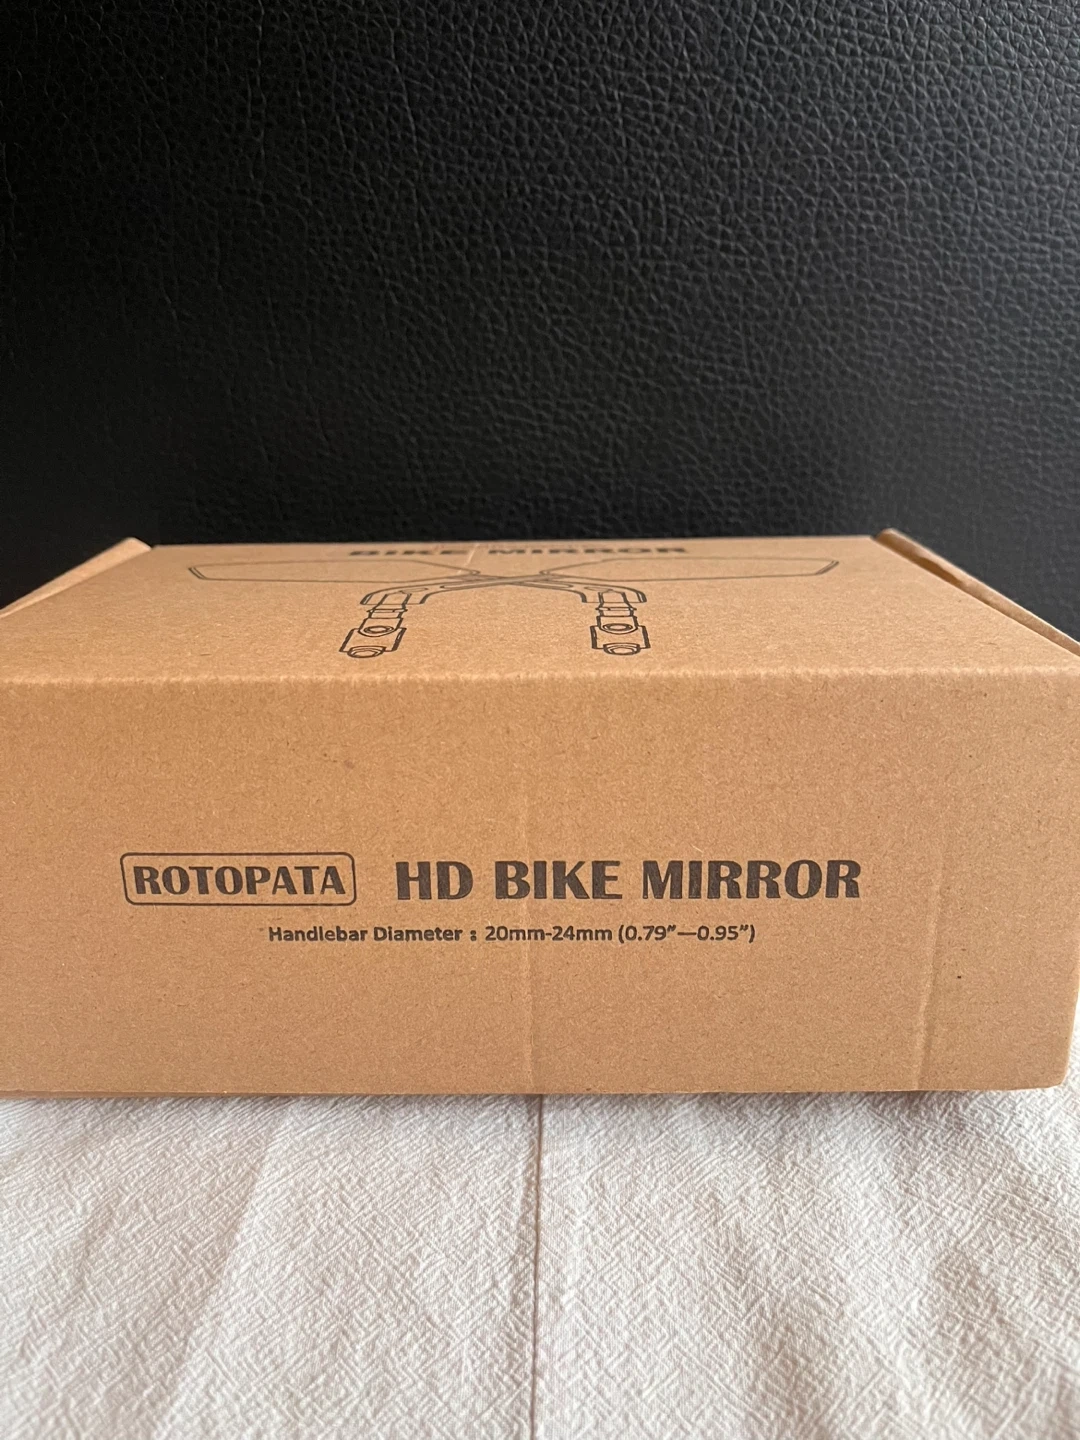 BIKE MIRROR
ROTOPATA HD BIKE MIRROR
Handlebar Diameter : 20mm-24mm (0.79”—0.95”)